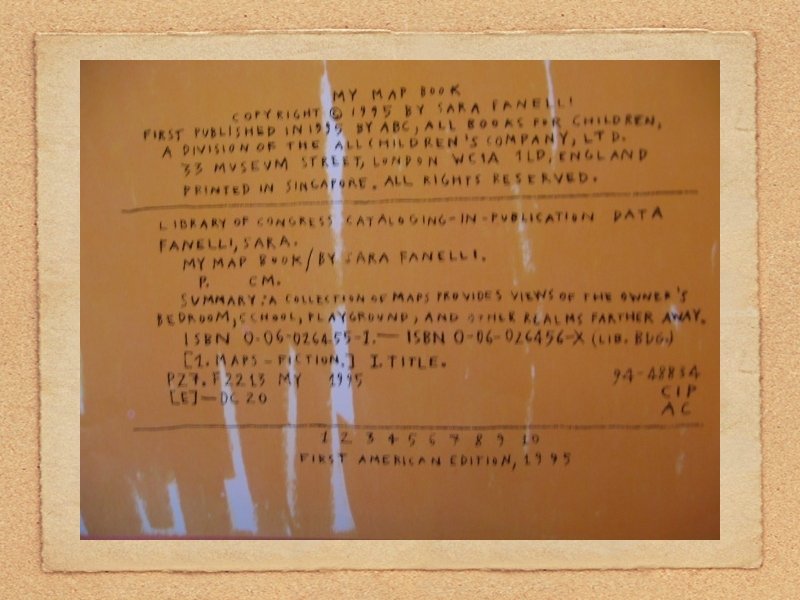 MY MAP BOOK
COPYRIGHT © 1995 BY SARA FANELLI
FIRST PUBLISHED IN 1995 BY ABC, ALL BOOKS FOR CHILDREN,
A DIVISION OF THE ALL CHILDREN'S COMPANY, LTD.
33 MUSEUM STREET, LONDON WC1A 1LD, ENGLAND
PRINTED IN SINGAPORE. ALL RIGHTS RESERVED.
LIBRARY OF CONGRESS CATALOGING-IN-PUBLICATION DATA
FANELLI, SARA.
MY MAP BOOK/BY SARA FANELLI.
P. CM.
SUMMARY: A COLLECTION OF MAPS PROVIDES VIEWS OF THE OWNER'S
BEDROOM, SCHOOL, PLAYGROUND, AND OTHER REALMS FARTHER AWAY.
ISBN 0-06-026455-1. — ISBN 0-06-026456-X (LIB. BDG.)
[1. MAPS - FICTION.] I. TITLE.
PZ7. F2213 MY 1995 94-48834
[E]—DC20 CIP
AC
1 2 3 4 5 6 7 8 9 10
FIRST AMERICAN EDITION, 1995